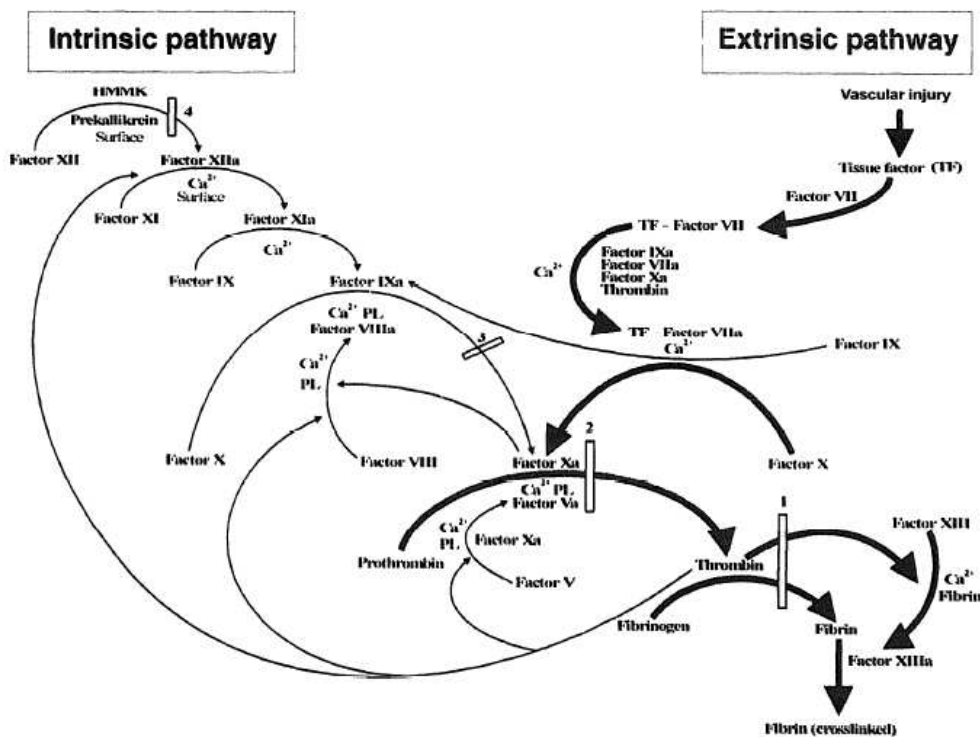 Intrinsic pathway
Extrinsic pathway
HMMK
4
Prekallikrein
Surface
Factor XII
Factor XIIa
Ca2+
Surface
Factor XI
Factor XIa
Ca2+
Factor IX
Factor IXa
Ca2+ PL
Factor VIIIa
Ca2+
PL
3
Factor X
Factor VIII
Vascular injury
Tissue factor (TF)
Factor VII
TF - Factor VII
Factor IXa
Factor VIIa
Factor Xa
Thrombin
Ca2+
TF - Factor VIIa
Ca2+
Factor IX
2
Factor Xa
Factor X
Ca2+ PL
Factor Va
1
Ca2+
PL
Factor Xa
Prothrombin
Factor V
Thrombin
Factor XIII
Ca2+
Fibrin
Fibrinogen
Fibrin
Factor XIIIa
Fibrin (crosslinked)